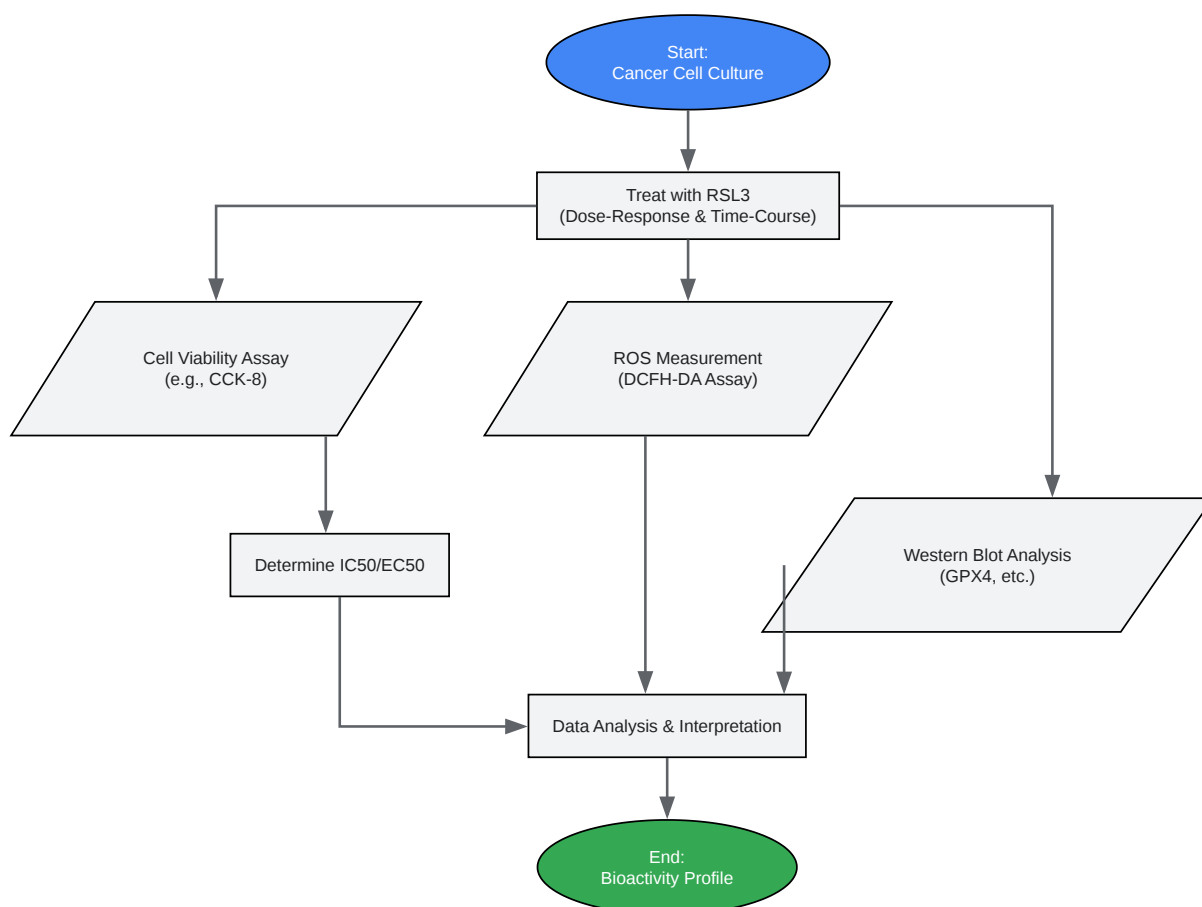 Start:
Cancer Cell Culture
Treat with RSL3
(Dose-Response & Time-Course)
Cell Viability Assay
(e.g., CCK-8)
ROS Measurement
(DCFH-DA Assay)
Determine IC50/EC50
Western Blot Analysis
(GPX4, etc.)
Data Analysis & Interpretation
End:
Bioactivity Profile